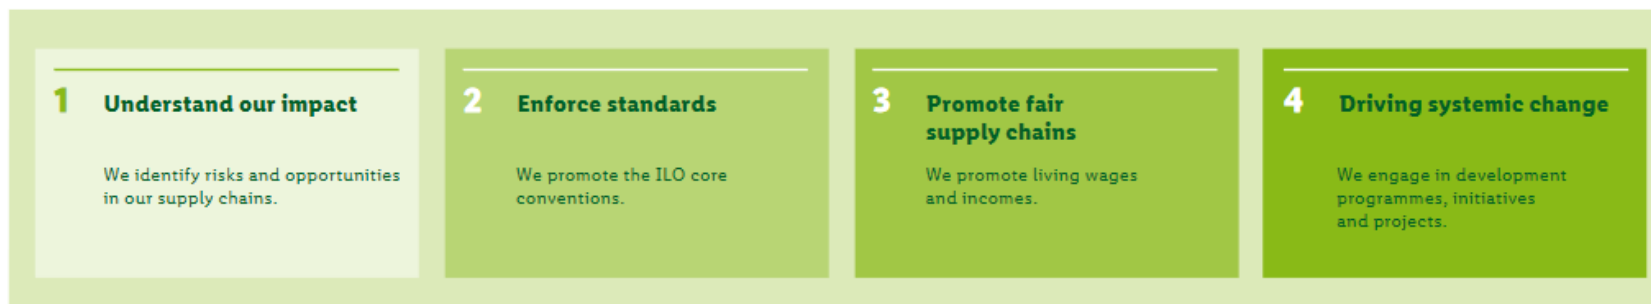 1 Understand our impact
We identify risks and opportunities
in our supply chains.
2 Enforce standards
We promote the ILO core
conventions.
3 Promote fair
supply chains
We promote living wages
and incomes.
4 Driving systemic change
We engage in development
programmes, initiatives
and projects.